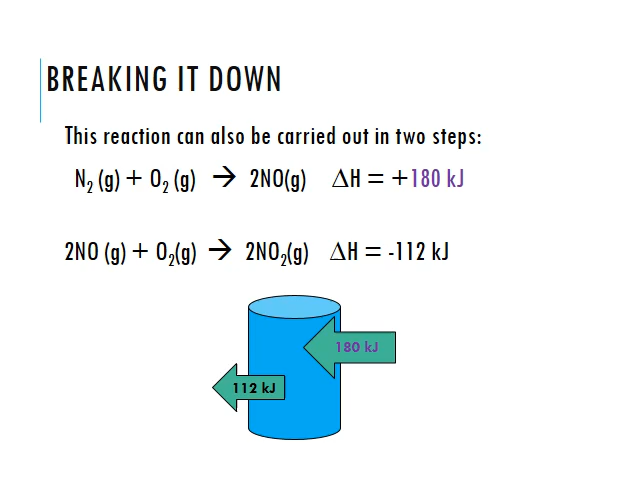 BREAKING IT DOWN
This reaction can also be carried out in two steps:
N₂ (g) + O₂ (g) → 2NO(g) ΔH = +180 kJ
2NO (g) + O₂(g) → 2NO₂(g) ΔH = -112 kJ
180 kJ
112 kJ